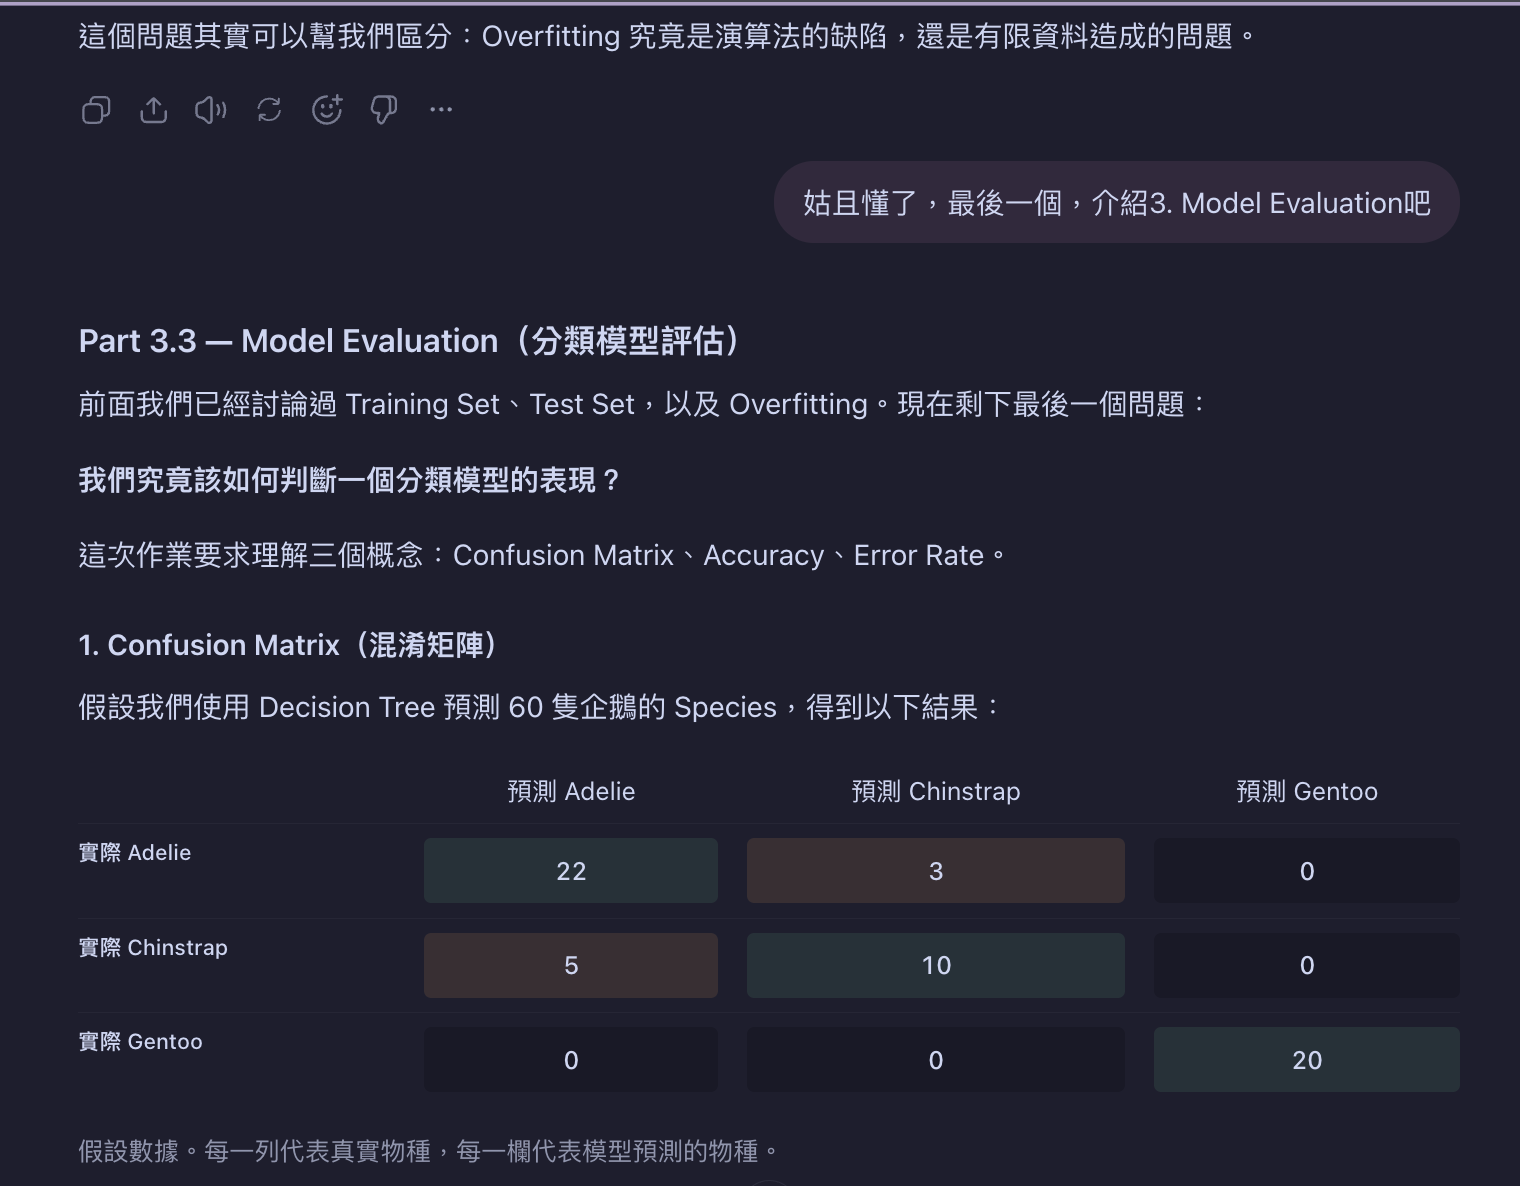 這個問題其實可以幫我們區分：Overfitting 究竟是演算法的缺陷，還是有限資料造成的問題。
姑且懂了，最後一個，介紹3. Model Evaluation吧
Part 3.3 — Model Evaluation（分類模型評估）
前面我們已經討論過 Training Set、Test Set，以及 Overfitting。現在剩下最後一個問題：
我們究竟該如何判斷一個分類模型的表現？
這次作業要求理解三個概念：Confusion Matrix、Accuracy、Error Rate。
1. Confusion Matrix（混淆矩陣）
假設我們使用 Decision Tree 預測 60 隻企鵝的 Species，得到以下結果：
預測 Adelie 預測 Chinstrap 預測 Gentoo
實際 Adelie 22 3 0
實際 Chinstrap 5 10 0
實際 Gentoo 0 0 20
假設數據。每一列代表真實物種，每一欄代表模型預測的物種。